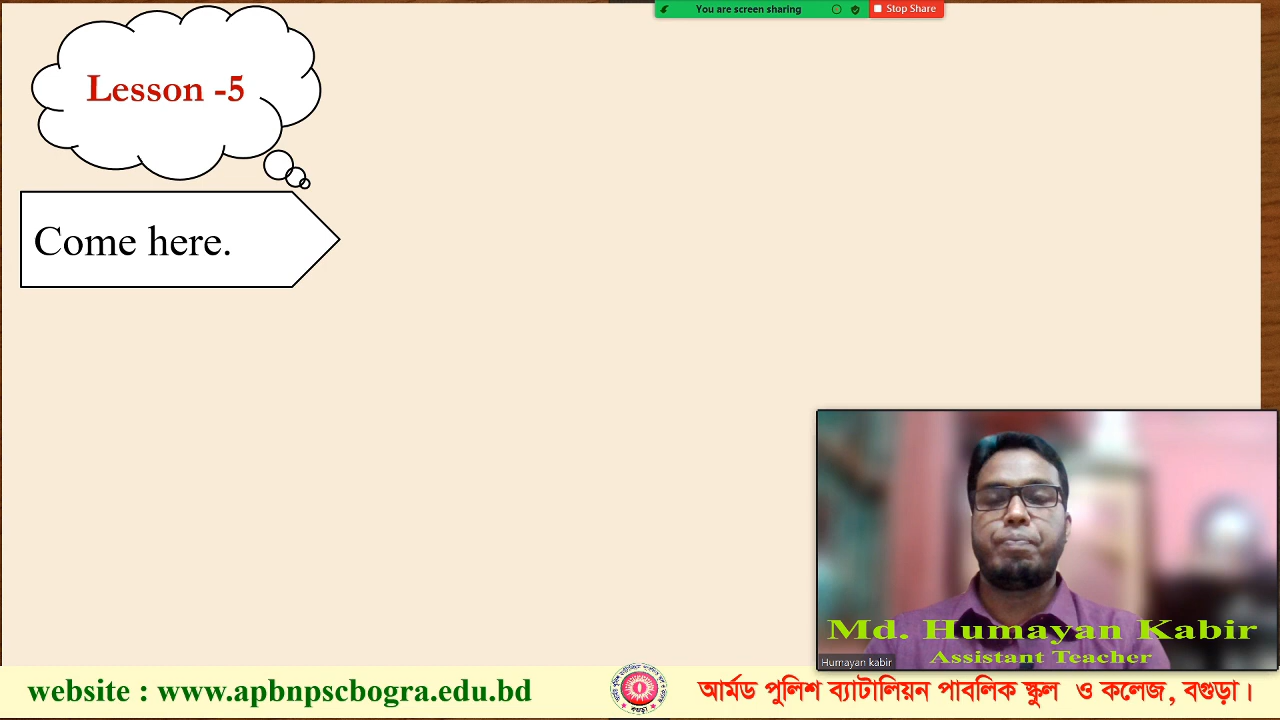 You are screen sharing
Stop Share
Lesson -5
Come here.
Md. Humayan Kabir
Assistant Teacher
Humayan kabir
website : www.apbnpscbogra.edu.bd
আর্মড পুলিশ ব্যাটালিয়ন পাবলিক স্কুল ও কলেজ, বগুড়া।